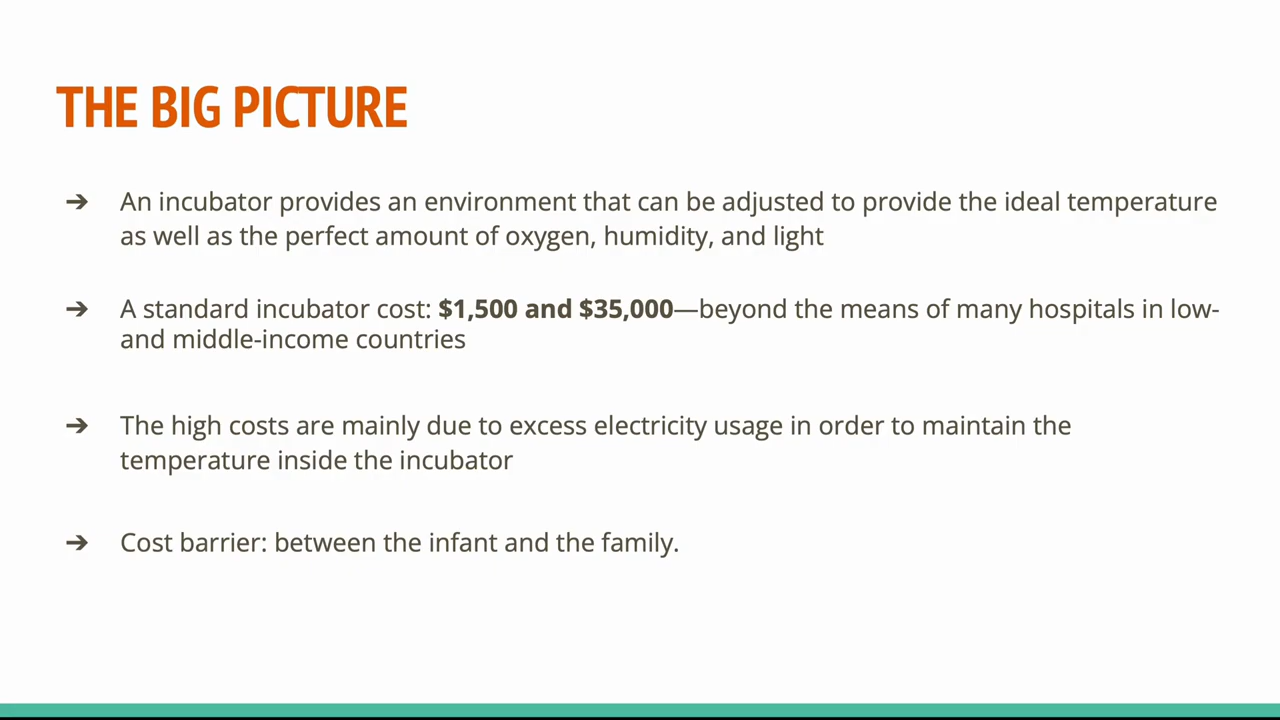 THE BIG PICTURE
➔ An incubator provides an environment that can be adjusted to provide the ideal temperature
as well as the perfect amount of oxygen, humidity, and light
➔ A standard incubator cost: $1,500 and $35,000—beyond the means of many hospitals in low-
and middle-income countries
➔ The high costs are mainly due to excess electricity usage in order to maintain the
temperature inside the incubator
➔ Cost barrier: between the infant and the family.